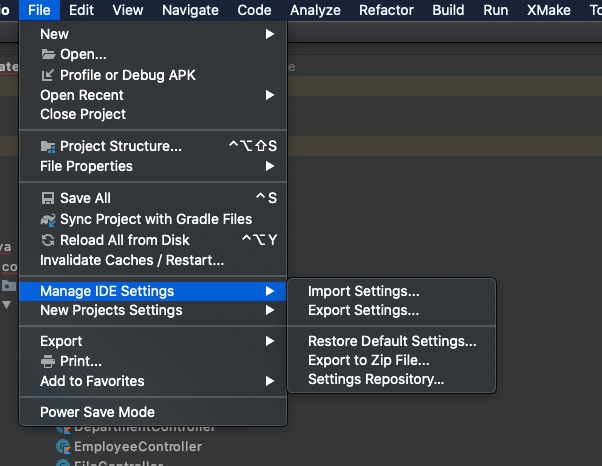 io File Edit View Navigate Code Analyze Refactor Build Run XMake To
New
Open...
Profile or Debug APK
Open Recent
Close Project
Project Structure... ⌃⌥⇧S
File Properties
Save All ⌃S
Sync Project with Gradle Files
Reload All from Disk ⌃⌥Y
Invalidate Caches / Restart...
Manage IDE Settings
Import Settings...
New Projects Settings
Export Settings...
Restore Default Settings...
Export
Export to Zip File...
Print...
Settings Repository...
Add to Favorites
Power Save Mode
DepartmentController
EmployeeController
FileController